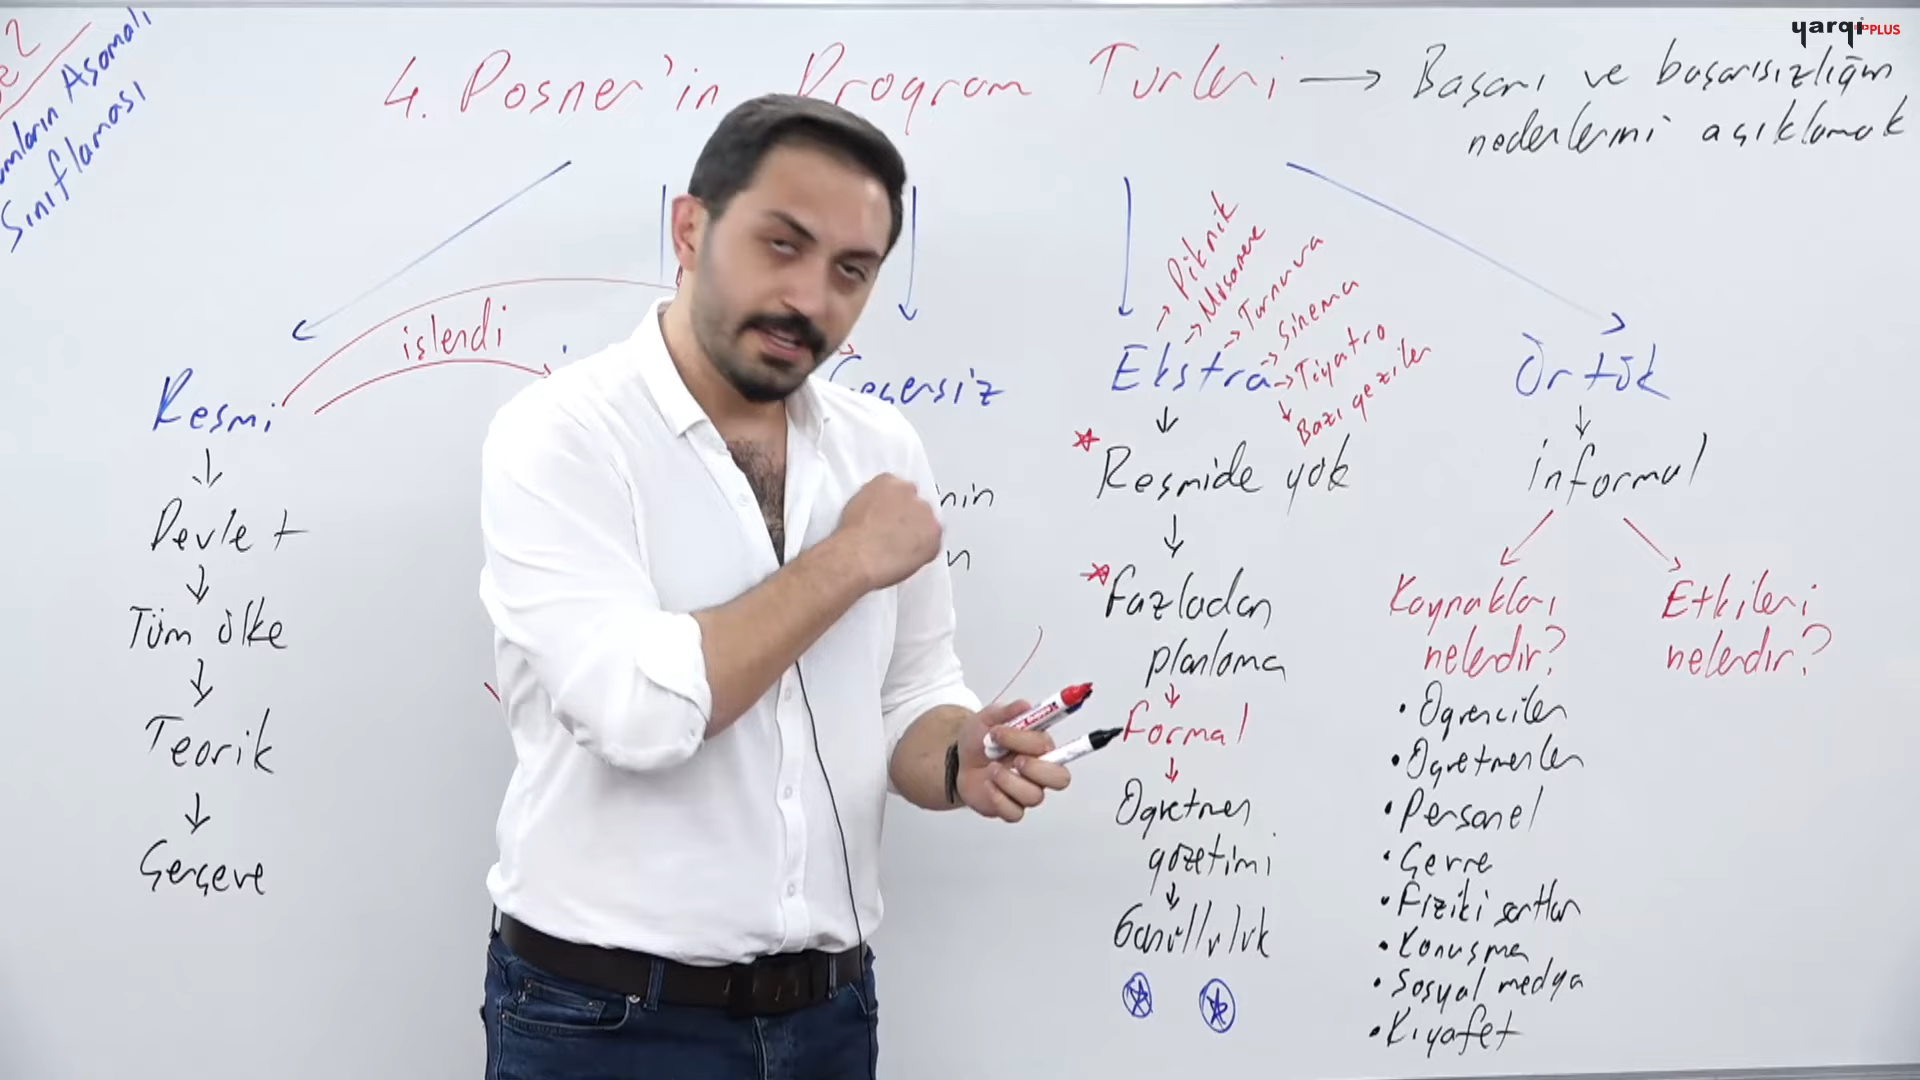 yargı PLUS
4. Posner'in Program Türleri → Başarı ve başarısızlığın
nedenlerini açıklamak
Aşamalı
Sınıflaması
işlendi
Resmi
↓
Devlet
↓
Tüm ülke
↓
Teorik
↓
Çerçeve
Geçersiz
Ekstra
→ Piknik
→ Müsamere
→ Turnuva
→ Sinema
→ Tiyatro
↓ Bazı geziler
↓
Resmide yok
↓
Fazladan
planlama
↓
formal
↓
Öğretmen
gözetimi
↓
Gönüllülük
Örtük
↓
informal
Kaynakları
nelerdir?
• Öğrenciler
• Öğretmenler
• Personel
• Çevre
• Fiziki şartlar
• Konuşma
• Sosyal medya
• Kıyafet
Etkileri
nelerdir?